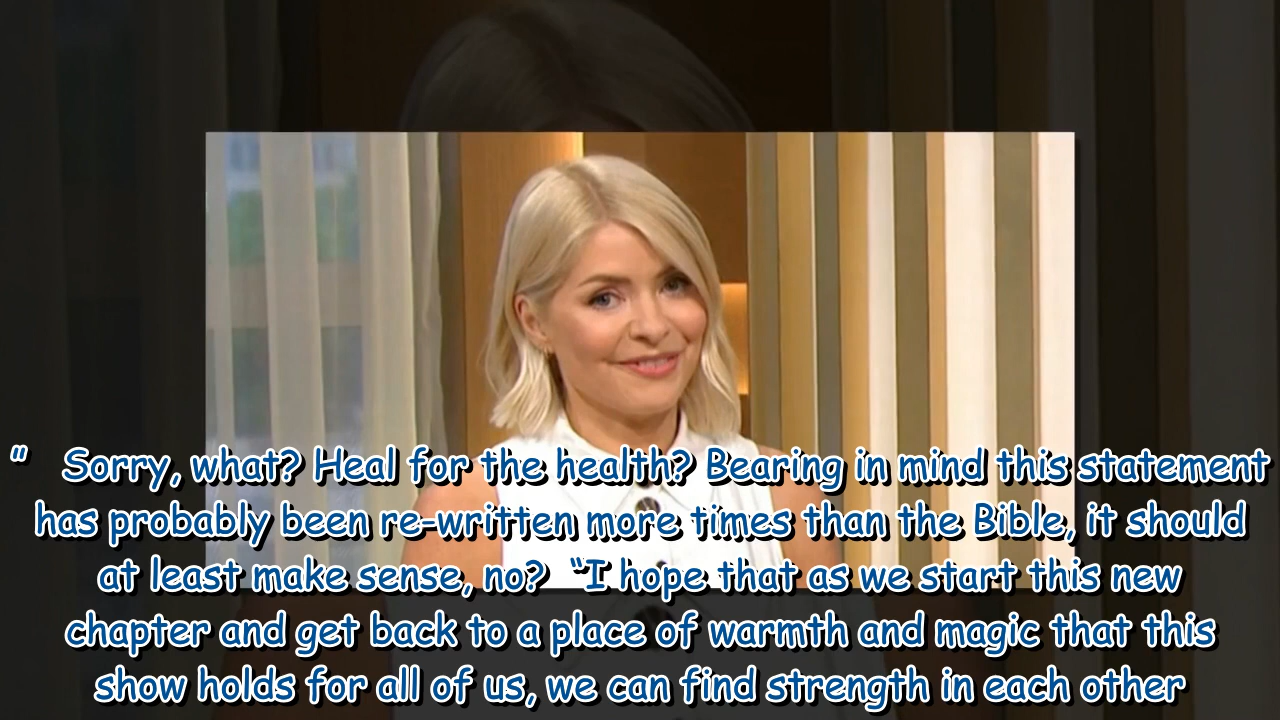 ”   Sorry, what? Heal for the health? Bearing in mind this statement
has probably been re-written more times than the Bible, it should
at least make sense, no?  “I hope that as we start this new
chapter and get back to a place of warmth and magic that this
show holds for all of us, we can find strength in each other